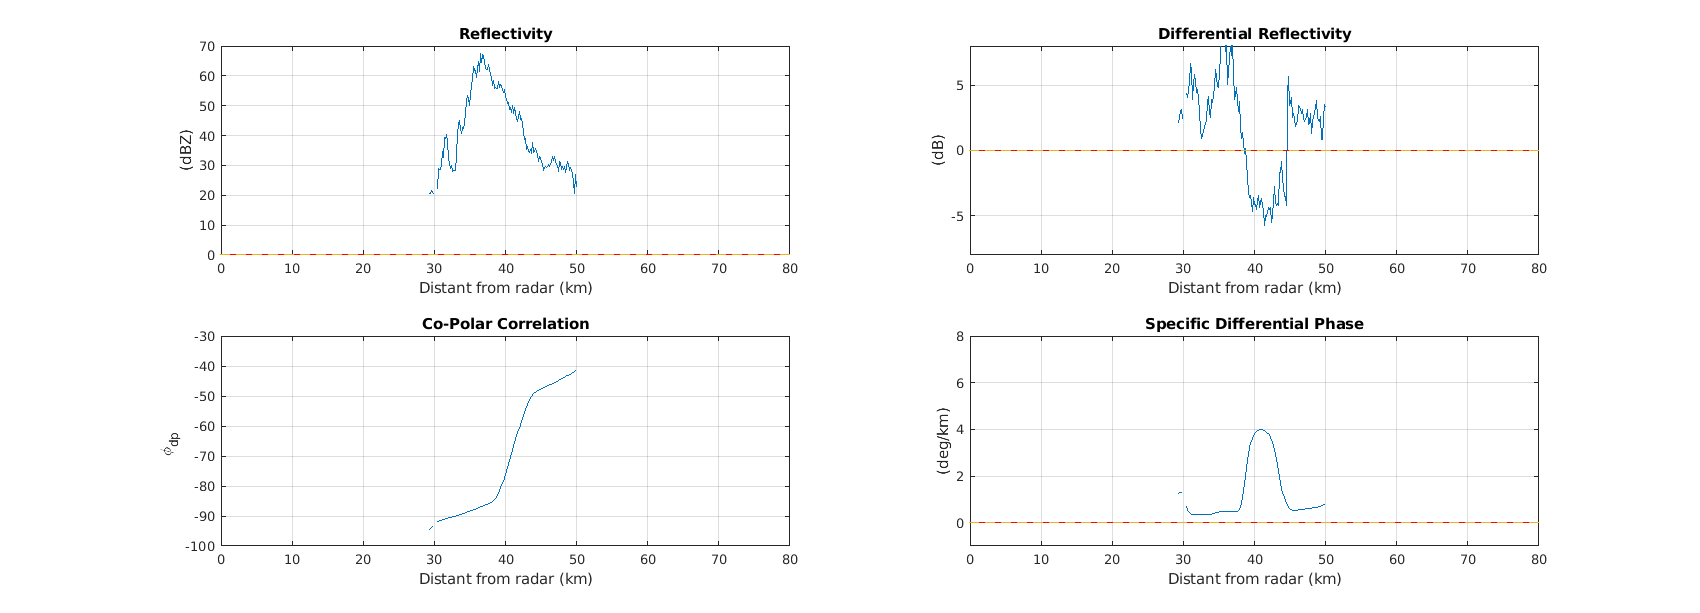 Reflectivity
70
60
50
40
30
20
10
0
(dBZ)
0 10 20 30 40 50 60 70 80
Distant from radar (km)
Differential Reflectivity
5
0
-5
(dB)
0 10 20 30 40 50 60 70 80
Distant from radar (km)
Co-Polar Correlation
-30
-40
-50
-60
-70
-80
-90
-100
ϕdp
0 10 20 30 40 50 60 70 80
Distant from radar (km)
Specific Differential Phase
8
6
4
2
0
(deg/km)
0 10 20 30 40 50 60 70 80
Distant from radar (km)